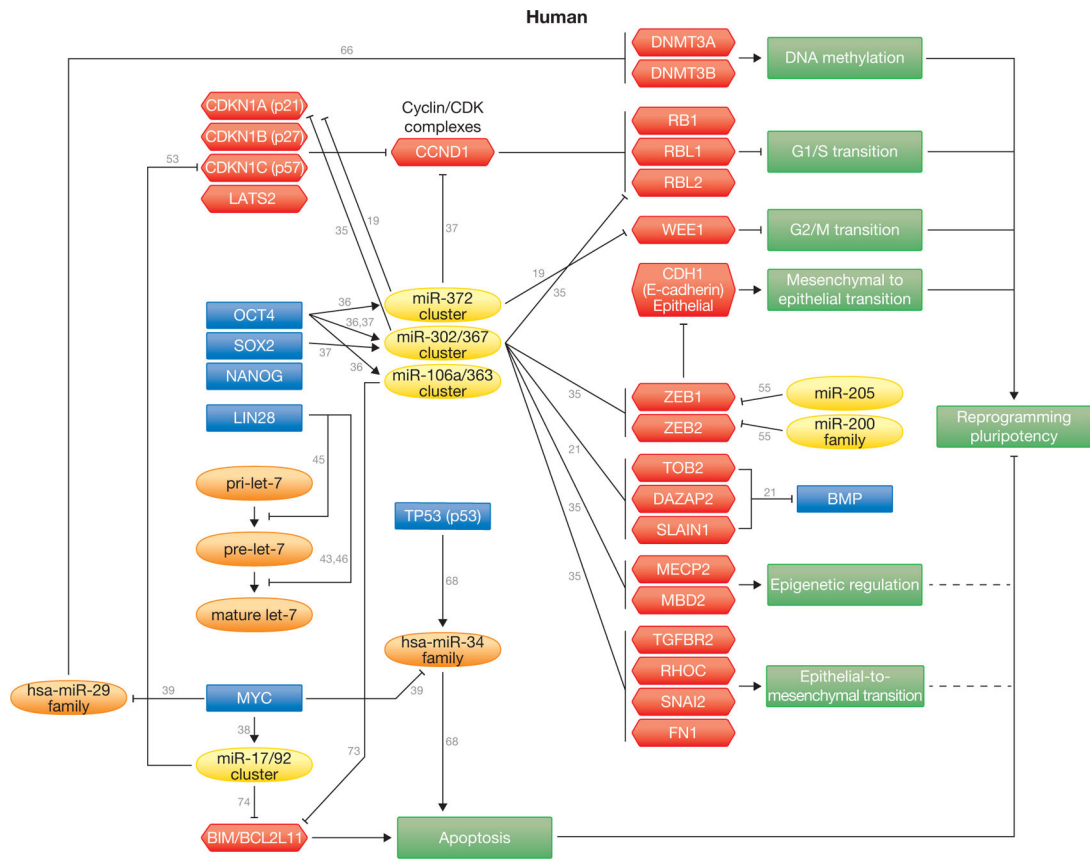 Human
66
DNMT3A
DNMT3B
DNA methylation
CDKN1A (p21)
CDKN1B (p27)
CDKN1C (p57)
LATS2
53
Cyclin/CDK
complexes
CCND1
RB1
RBL1
RBL2
G1/S transition
19
35
37
WEE1
G2/M transition
19
35
CDH1
(E-cadherin)
Epithelial
Mesenchymal to
epithelial transition
OCT4
SOX2
NANOG
LIN28
36
36,37
37
36
miR-372
cluster
miR-302/367
cluster
miR-106a/363
cluster
35
21
35
35
ZEB1
ZEB2
55
55
miR-205
miR-200
family
Reprogramming
pluripotency
45
pri-let-7
pre-let-7
43,46
mature let-7
TOB2
DAZAP2
SLAIN1
21
BMP
TP53 (p53)
68
MECP2
MBD2
Epigenetic regulation
hsa-miR-34
family
TGFBR2
RHOC
SNAI2
FN1
Epithelial-to-
mesenchymal transition
hsa-miR-29
family
39
MYC
39
38
68
miR-17/92
cluster
73
74
BIM/BCL2L11
Apoptosis